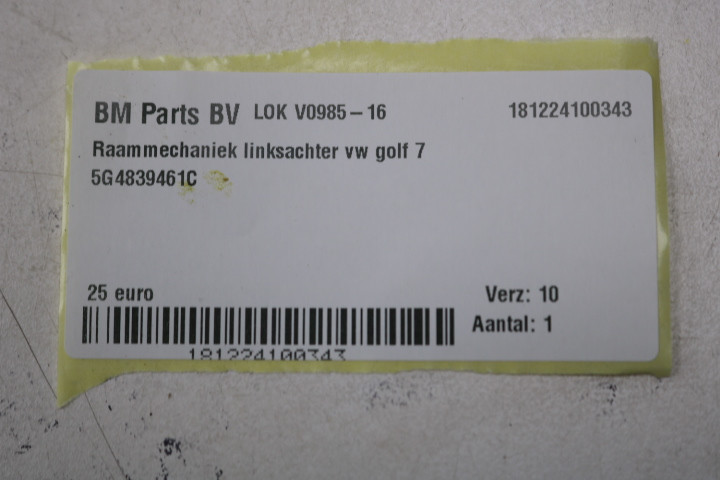 BM Parts BV LOK V0985-16 181224100343
Raammechaniek linksachter vw golf 7
5G4839461C
25 euro Verz: 10
Aantal: 1
181224100343